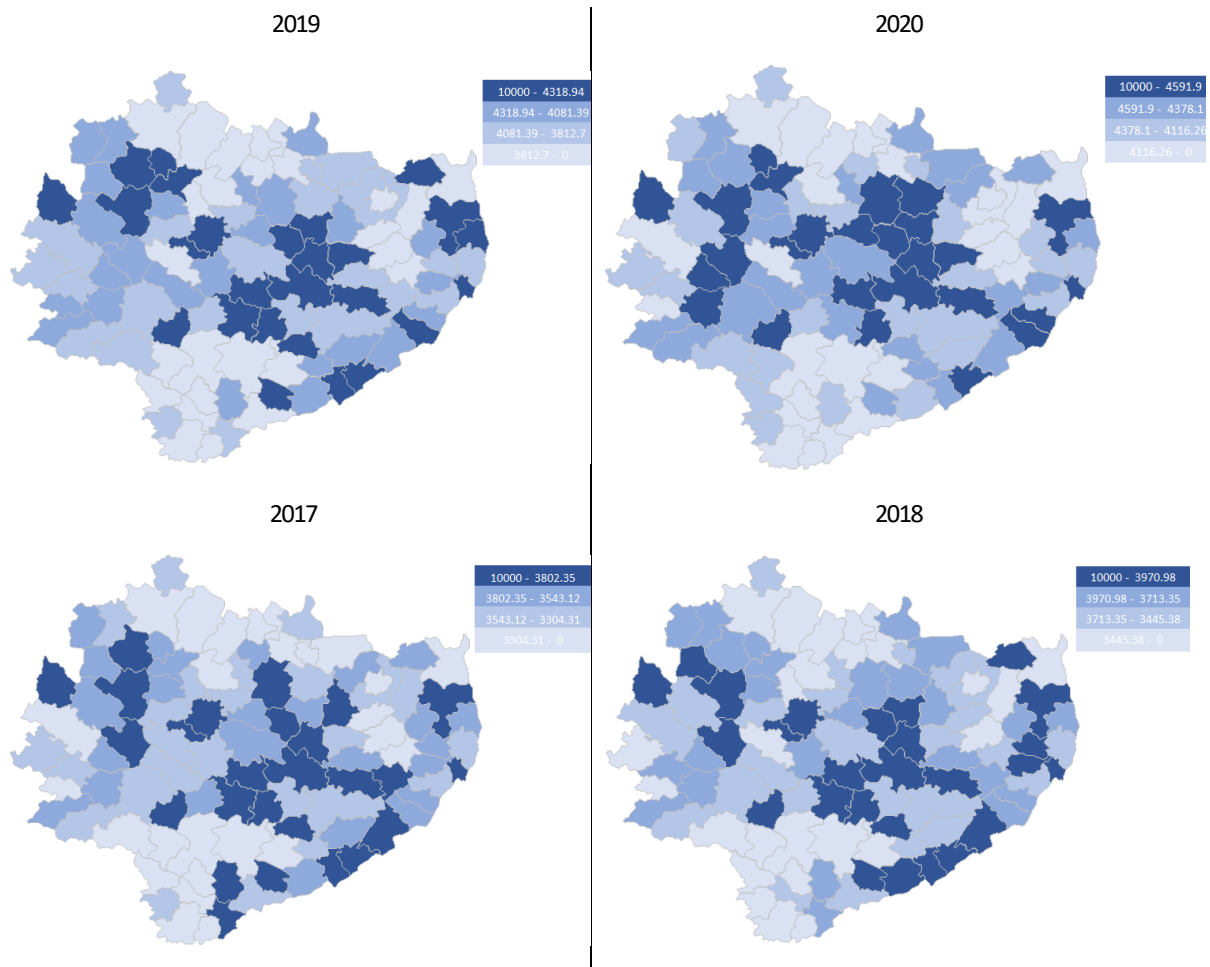 2019
10000 - 4318.94
4318.94 - 4081.39
4081.39 - 3812.7
3812.7 - 0
2020
10000 - 4591.9
4591.9 - 4378.1
4378.1 - 4116.26
4116.26 - 0
2017
10000 - 3802.35
3802.35 - 3543.12
3543.12 - 3304.31
3304.31 - 0
2018
10000 - 3970.98
3970.98 - 3713.35
3713.35 - 3445.38
3445.38 - 0